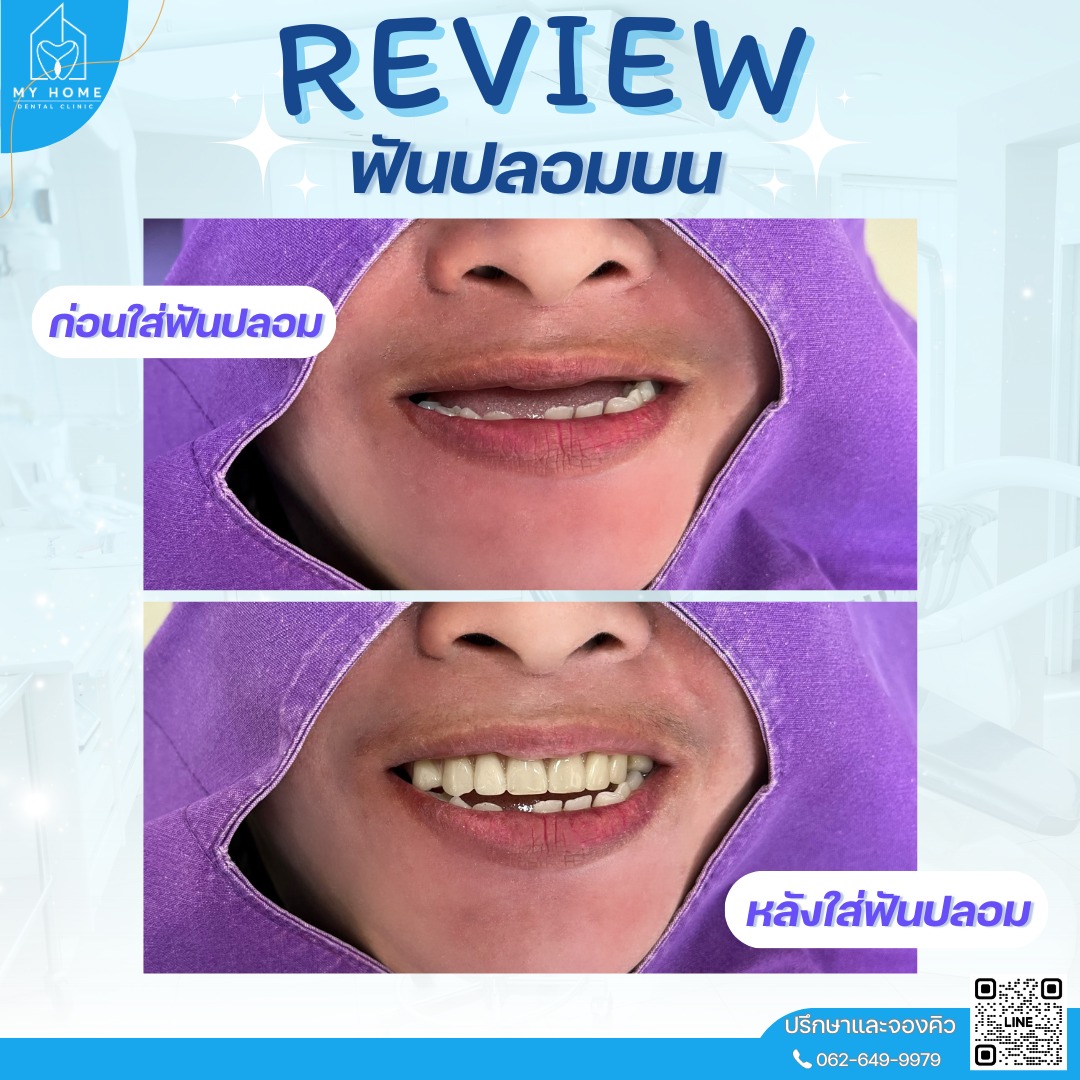 MY HOME
DENTAL CLINIC
REVIEW
ฟันปลอมบน
ก่อนใส่ฟันปลอม
หลังใส่ฟันปลอม
ปรึกษาและจองคิว
062-649-9979
LINE